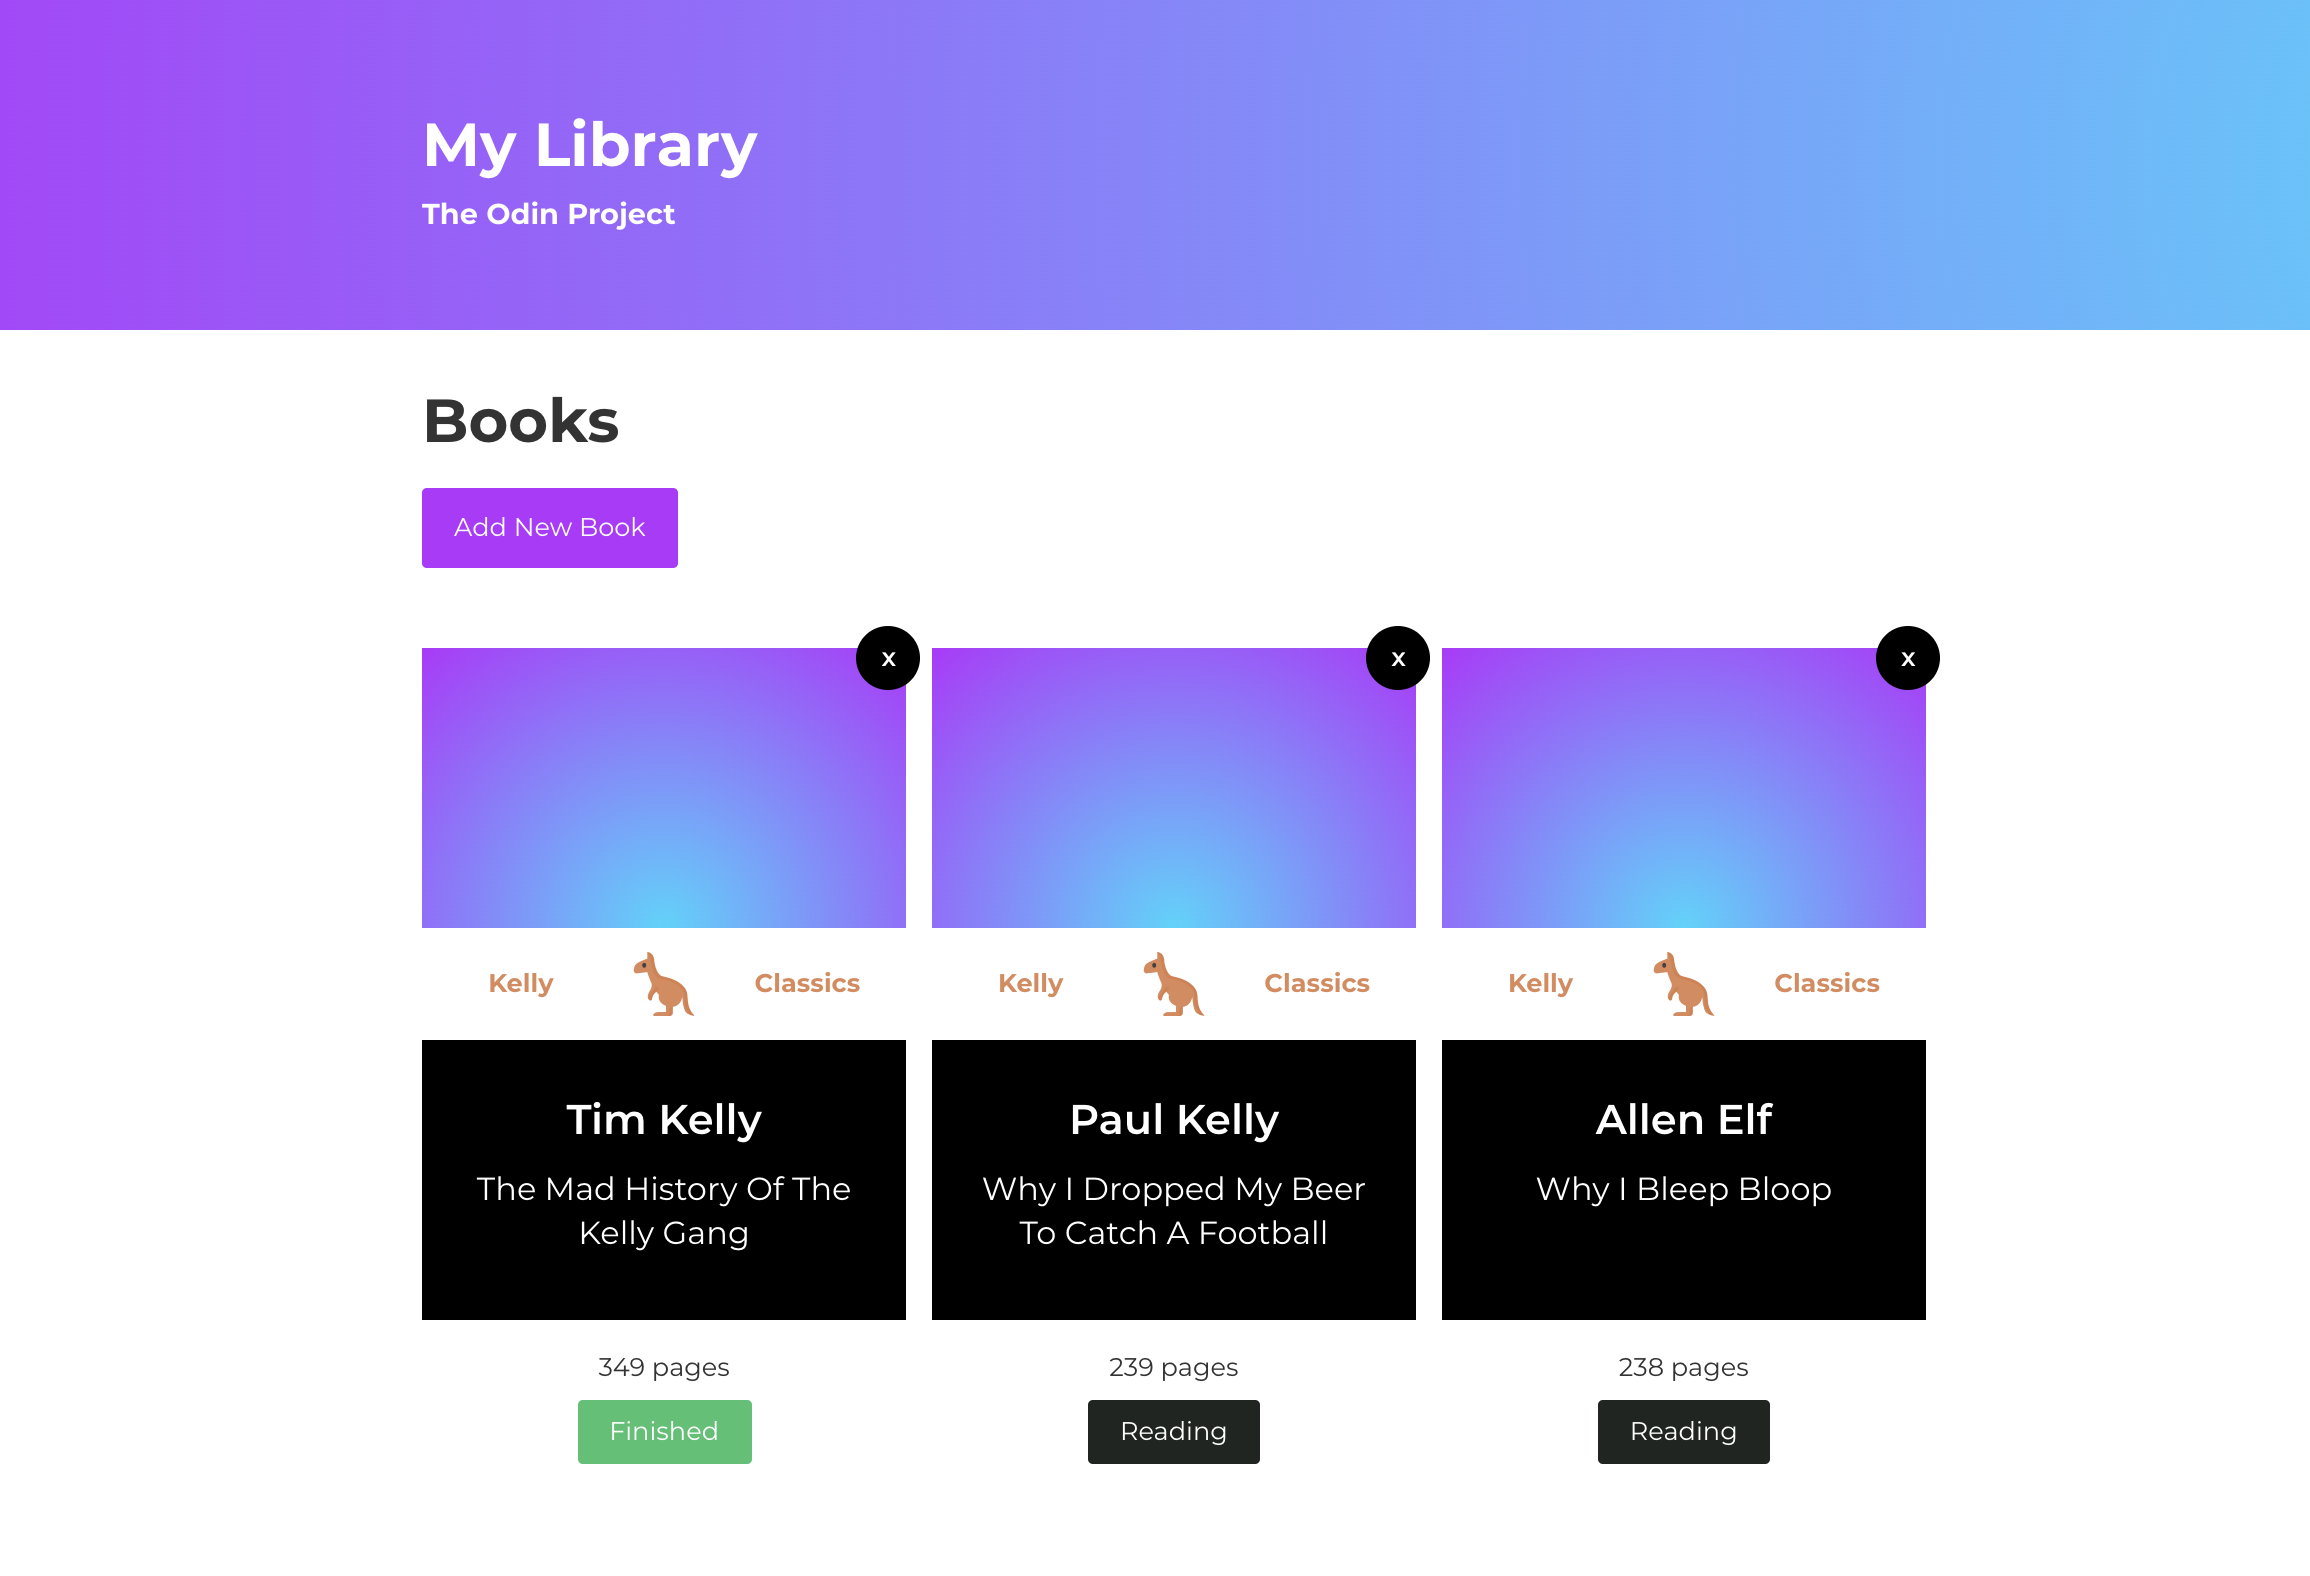 My Library
The Odin Project
Books
Add New Book
x
Kelly Classics
Tim Kelly
The Mad History Of The
Kelly Gang
349 pages
Finished
x
Kelly Classics
Paul Kelly
Why I Dropped My Beer
To Catch A Football
239 pages
Reading
x
Kelly Classics
Allen Elf
Why I Bleep Bloop
238 pages
Reading